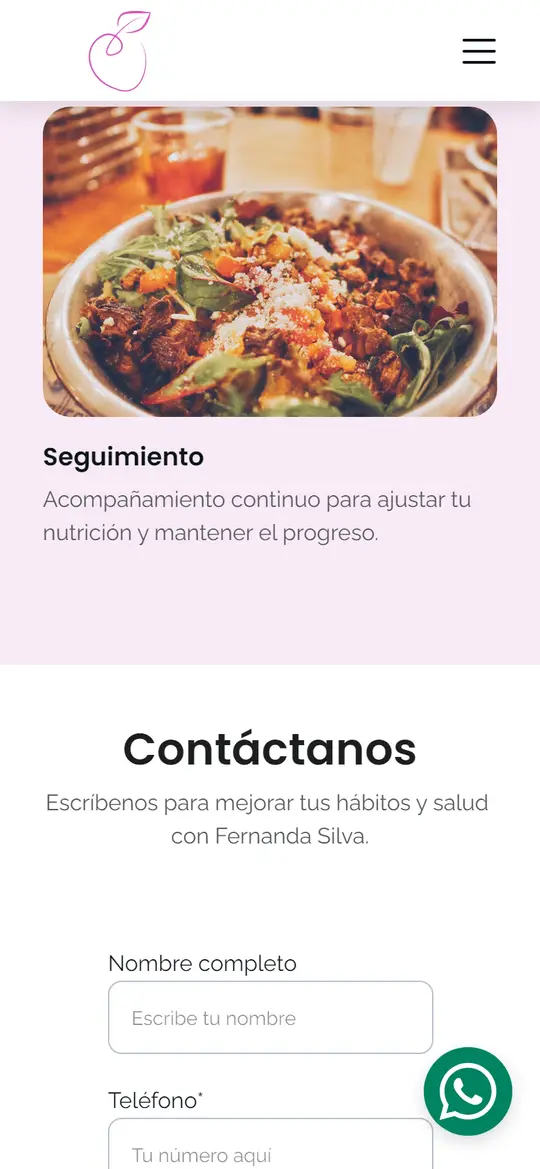 Seguimiento
Acompañamiento continuo para ajustar tu
nutrición y mantener el progreso.
Contáctanos
Escríbenos para mejorar tus hábitos y salud
con Fernanda Silva.
Nombre completo
Escribe tu nombre
Teléfono*
Tu número aquí